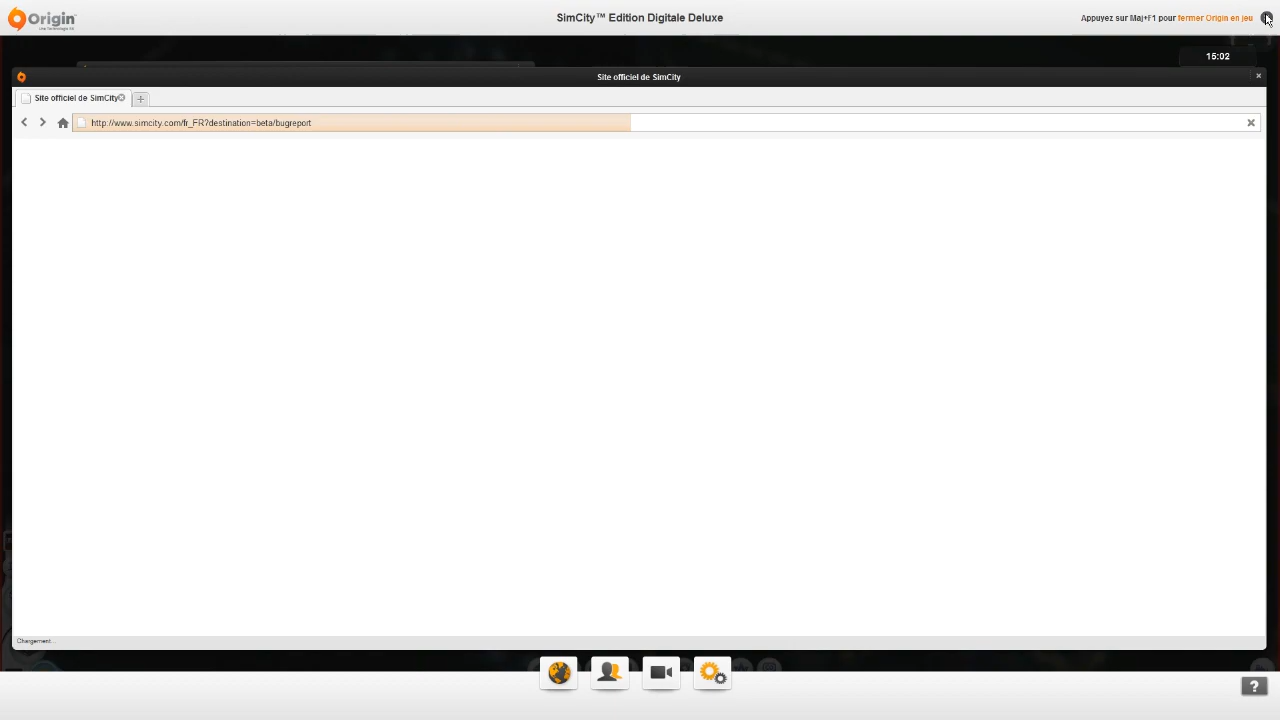 Origin™
SimCity™ Edition Digitale Deluxe
Appuyez sur Maj+F1 pour fermer Origin en jeu
15:02
Site officiel de SimCity
Site officiel de SimCity
http://www.simcity.com/fr_FR?destination=beta/bugreport
Chargement...
?